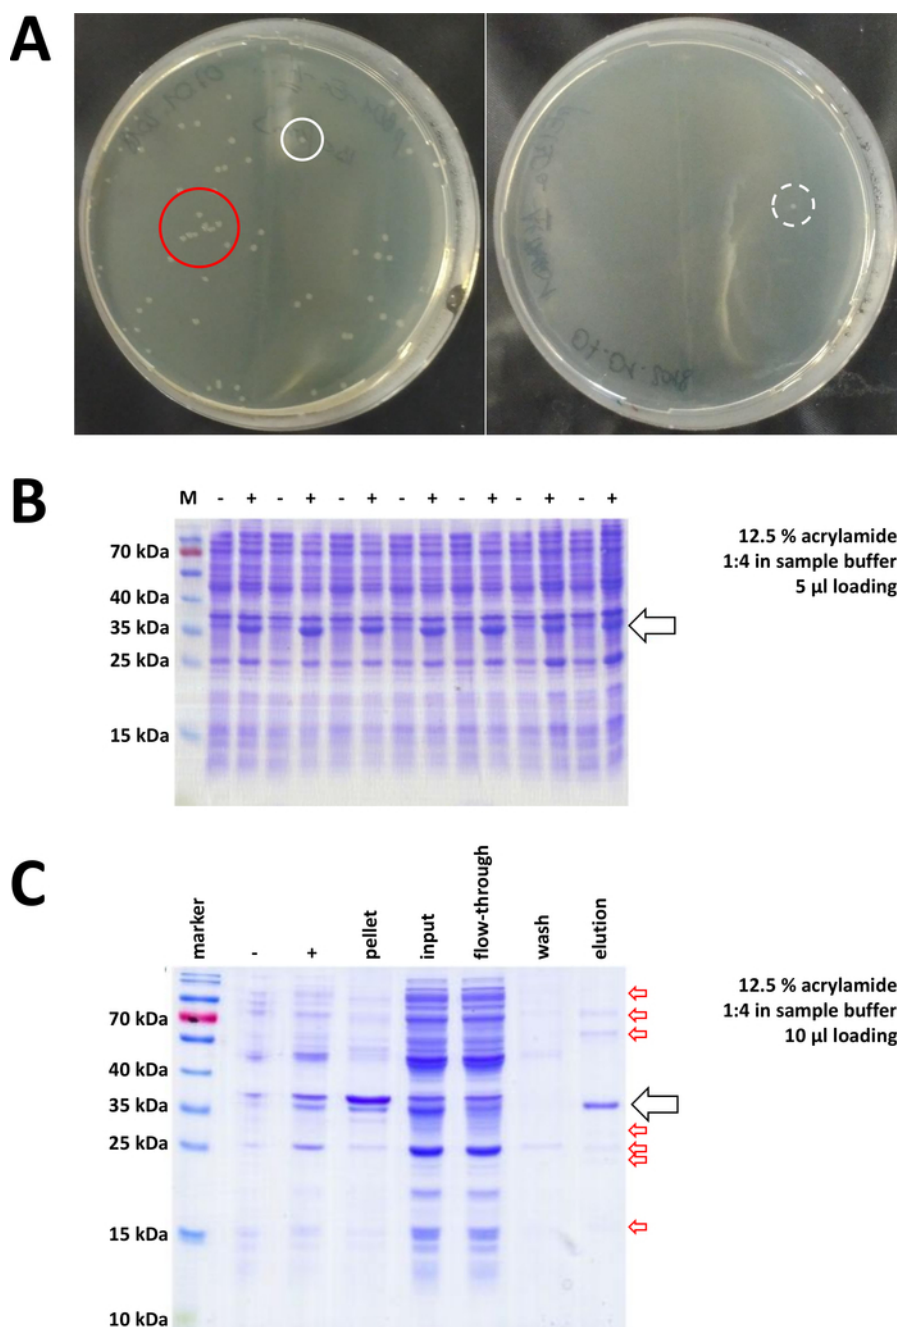 A
B
M - + - + - + - + - + - + - +
70 kDa
40 kDa
35 kDa
25 kDa
15 kDa
12.5 % acrylamide
1:4 in sample buffer
5 µl loading
C
marker - + pellet input flow-through wash elution
70 kDa
40 kDa
35 kDa
25 kDa
15 kDa
10 kDa
12.5 % acrylamide
1:4 in sample buffer
10 µl loading